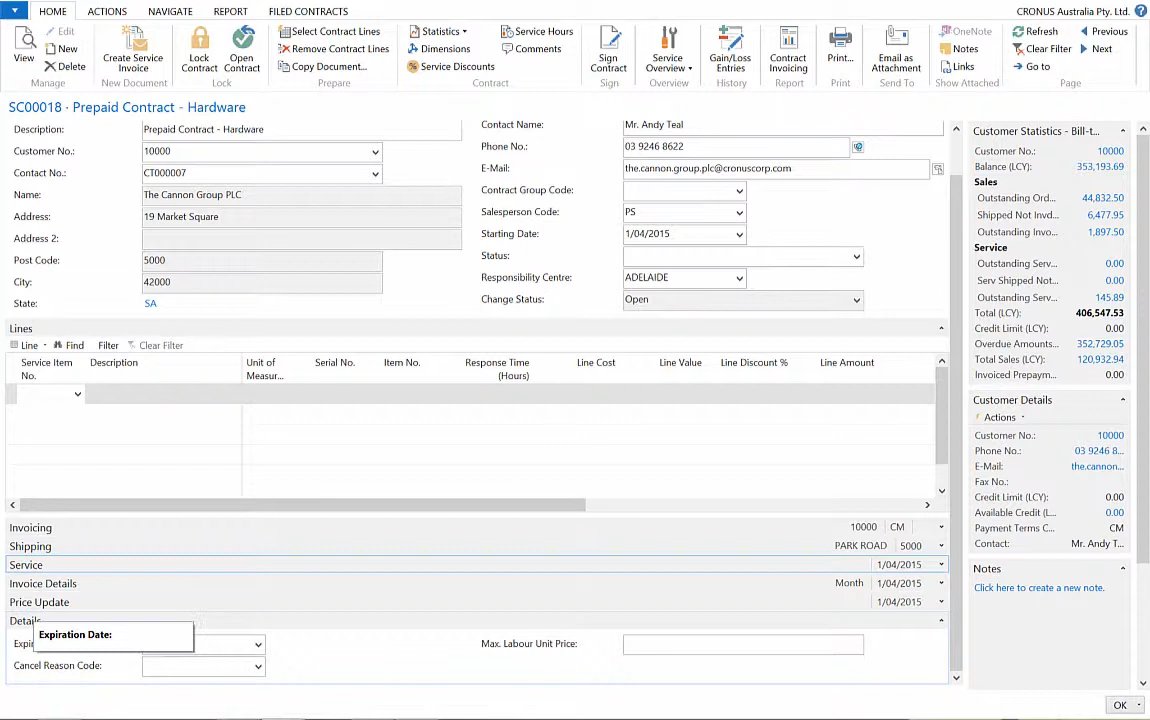 HOME ACTIONS NAVIGATE REPORT FILED CONTRACTS CRONUS Australia Pty. Ltd.
View Edit New Delete Manage
Create Service Invoice New Document
Lock Contract Open Contract Lock
Select Contract Lines Remove Contract Lines Copy Document... Prepare
Statistics Dimensions Service Discounts Service Hours Comments Contract
Sign Contract Sign
Service Overview Overview
Gain/Loss Entries History
Contract Invoicing Report
Print... Print
Email as Attachment Send To
OneNote Notes Links Show Attached
Refresh Clear Filter Go to Previous Next Page
SC00018 · Prepaid Contract - Hardware
Description: Prepaid Contract - Hardware
Customer No.: 10000
Contact No.: CT000007
Name: The Cannon Group PLC
Address: 19 Market Square
Address 2:
Post Code: 5000
City: 42000
State: SA
Contact Name: Mr. Andy Teal
Phone No.: 03 9246 8622
E-Mail: the.cannon.group.plc@cronuscorp.com
Contract Group Code:
Salesperson Code: PS
Starting Date: 1/04/2015
Status:
Responsibility Centre: ADELAIDE
Change Status: Open
Lines
Line Find Filter Clear Filter
Service Item No. Description Unit of Measur... Serial No. Item No. Response Time (Hours) Line Cost Line Value Line Discount % Line Amount
Invoicing 10000 CM
Shipping PARK ROAD 5000
Service 1/04/2015
Invoice Details Month 1/04/2015
Price Update 1/04/2015
Details
Expiration Date:
Expi
Cancel Reason Code:
Max. Labour Unit Price:
Customer Statistics - Bill-t...
Customer No.: 10000
Balance (LCY): 353,193.69
Sales
Outstanding Ord... 44,832.50
Shipped Not Invd... 6,477.95
Outstanding Invo... 1,897.50
Service
Outstanding Serv... 0.00
Serv Shipped Not... 0.00
Outstanding Serv... 145.89
Total (LCY): 406,547.53
Credit Limit (LCY): 0.00
Overdue Amounts... 352,729.05
Total Sales (LCY): 120,932.94
Invoiced Prepaym... 0.00
Customer Details
Actions
Customer No.: 10000
Phone No.: 03 9246 8...
E-Mail: the.cannon...
Fax No.:
Credit Limit (LCY): 0.00
Available Credit (L... 0.00
Payment Terms C... CM
Contact: Mr. Andy T...
Notes
Click here to create a new note.
OK